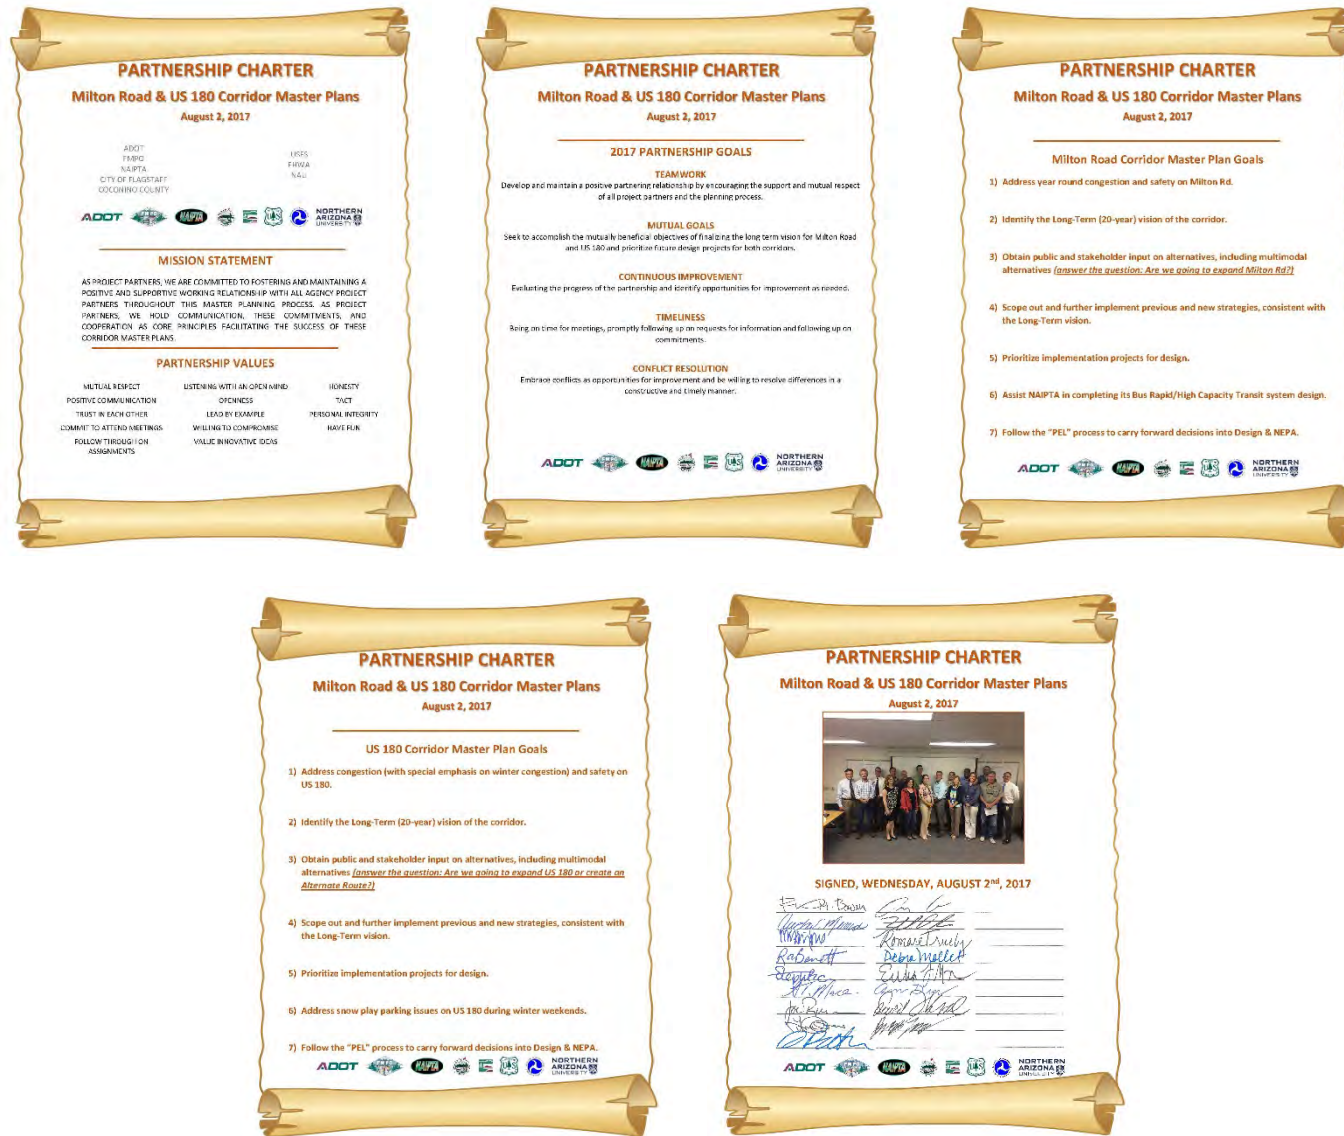 PARTNERSHIP CHARTER
Milton Road & US 180 Corridor Master Plans
August 2, 2017
ADOT
FMPO
NAIPTA
CITY OF FLAGSTAFF
COCONINO COUNTY
USFS
FHWA
NAU
ADOT
NAIPTA
UAS
NORTHERN
ARIZONA
UNIVERSITY
MISSION STATEMENT
AS PROJECT PARTNERS, WE ARE COMMITTED TO FOSTERING AND MAINTAINING A
POSITIVE AND SUPPORTIVE WORKING RELATIONSHIP WITH ALL AGENCY PROJECT
PARTNERS THROUGHOUT THIS MASTER PLANNING PROCESS. AS PROJECT
PARTNERS, WE HOLD COMMUNICATION, THESE COMMITMENTS, AND
COOPERATION AS CORE PRINCIPLES FACILITATING THE SUCCESS OF THESE
CORRIDOR MASTER PLANS.
PARTNERSHIP VALUES
MUTUAL RESPECT
POSITIVE COMMUNICATION
TRUST IN EACH OTHER
COMMIT TO ATTEND MEETINGS
FOLLOW THROUGH ON
ASSIGNMENTS
LISTENING WITH AN OPEN MIND
OPENNESS
LEAD BY EXAMPLE
WILLING TO COMPROMISE
VALUE INNOVATIVE IDEAS
HONESTY
TACT
PERSONAL INTEGRITY
HAVE FUN
PARTNERSHIP CHARTER
Milton Road & US 180 Corridor Master Plans
August 2, 2017
2017 PARTNERSHIP GOALS
TEAMWORK
Develop and maintain a positive partnering relationship by encouraging the support and mutual respect
of all project partners and the planning process.
MUTUAL GOALS
Seek to accomplish the mutually beneficial objectives of finalizing the long term vision for Milton Road
and US 180 and prioritize future design projects for both corridors.
CONTINUOUS IMPROVEMENT
Evaluating the progress of the partnership and identify opportunities for improvement as needed.
TIMELINESS
Being on time for meetings, promptly following up on requests for information and following up on
commitments.
CONFLICT RESOLUTION
Embrace conflicts as opportunities for improvement and be willing to resolve differences in a
constructive and timely manner.
ADOT
NAIPTA
UAS
NORTHERN
ARIZONA
UNIVERSITY
PARTNERSHIP CHARTER
Milton Road & US 180 Corridor Master Plans
August 2, 2017
Milton Road Corridor Master Plan Goals
1) Address year round congestion and safety on Milton Rd.
2) Identify the Long-Term (20-year) vision of the corridor.
3) Obtain public and stakeholder input on alternatives, including multimodal
alternatives (answer the question: Are we going to expand Milton Rd?)
4) Scope out and further implement previous and new strategies, consistent with
the Long-Term vision.
5) Prioritize implementation projects for design.
6) Assist NAIPTA in completing its Bus Rapid/High Capacity Transit system design.
7) Follow the "PEL" process to carry forward decisions into Design & NEPA.
ADOT
NAIPTA
UAS
NORTHERN
ARIZONA
UNIVERSITY
PARTNERSHIP CHARTER
Milton Road & US 180 Corridor Master Plans
August 2, 2017
US 180 Corridor Master Plan Goals
1) Address congestion (with special emphasis on winter congestion) and safety on
US 180.
2) Identify the Long-Term (20-year) vision of the corridor.
3) Obtain public and stakeholder input on alternatives, including multimodal
alternatives (answer the question: Are we going to expand US 180 or create an
Alternate Route?)
4) Scope out and further implement previous and new strategies, consistent with
the Long-Term vision.
5) Prioritize implementation projects for design.
6) Address snow play parking issues on US 180 during winter weekends.
7) Follow the "PEL" process to carry forward decisions into Design & NEPA.
ADOT
NAIPTA
UAS
NORTHERN
ARIZONA
UNIVERSITY
PARTNERSHIP CHARTER
Milton Road & US 180 Corridor Master Plans
August 2, 2017
SIGNED, WEDNESDAY, AUGUST 2nd, 2017
ADOT
NAIPTA
UAS
NORTHERN
ARIZONA
UNIVERSITY